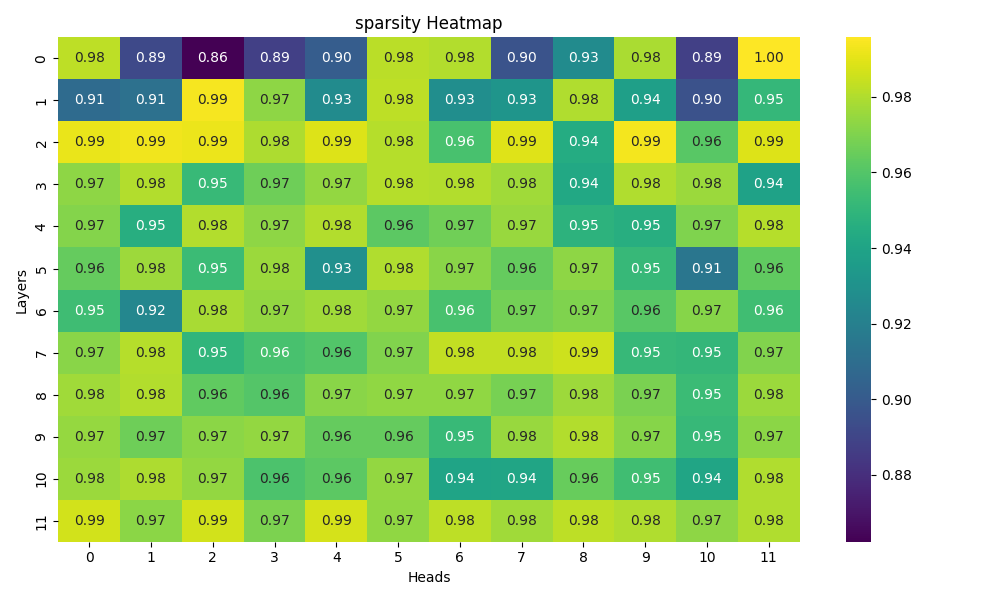 sparsity Heatmap
0 0.98 0.89 0.86 0.89 0.90 0.98 0.98 0.90 0.93 0.98 0.89 1.00
1 0.91 0.91 0.99 0.97 0.93 0.98 0.93 0.93 0.98 0.94 0.90 0.95
2 0.99 0.99 0.99 0.98 0.99 0.98 0.96 0.99 0.94 0.99 0.96 0.99
3 0.97 0.98 0.95 0.97 0.97 0.98 0.98 0.98 0.94 0.98 0.98 0.94
4 0.97 0.95 0.98 0.97 0.98 0.96 0.97 0.97 0.95 0.95 0.97 0.98
5 0.96 0.98 0.95 0.98 0.93 0.98 0.97 0.96 0.97 0.95 0.91 0.96
6 0.95 0.92 0.98 0.97 0.98 0.97 0.96 0.97 0.97 0.96 0.97 0.96
7 0.97 0.98 0.95 0.96 0.96 0.97 0.98 0.98 0.99 0.95 0.95 0.97
8 0.98 0.98 0.96 0.96 0.97 0.97 0.97 0.97 0.98 0.97 0.95 0.98
9 0.97 0.97 0.97 0.97 0.96 0.96 0.95 0.98 0.98 0.97 0.95 0.97
10 0.98 0.98 0.97 0.96 0.96 0.97 0.94 0.94 0.96 0.95 0.94 0.98
11 0.99 0.97 0.99 0.97 0.99 0.97 0.98 0.98 0.98 0.98 0.97 0.98
0 1 2 3 4 5 6 7 8 9 10 11
Heads
Layers
0.98
0.96
0.94
0.92
0.90
0.88